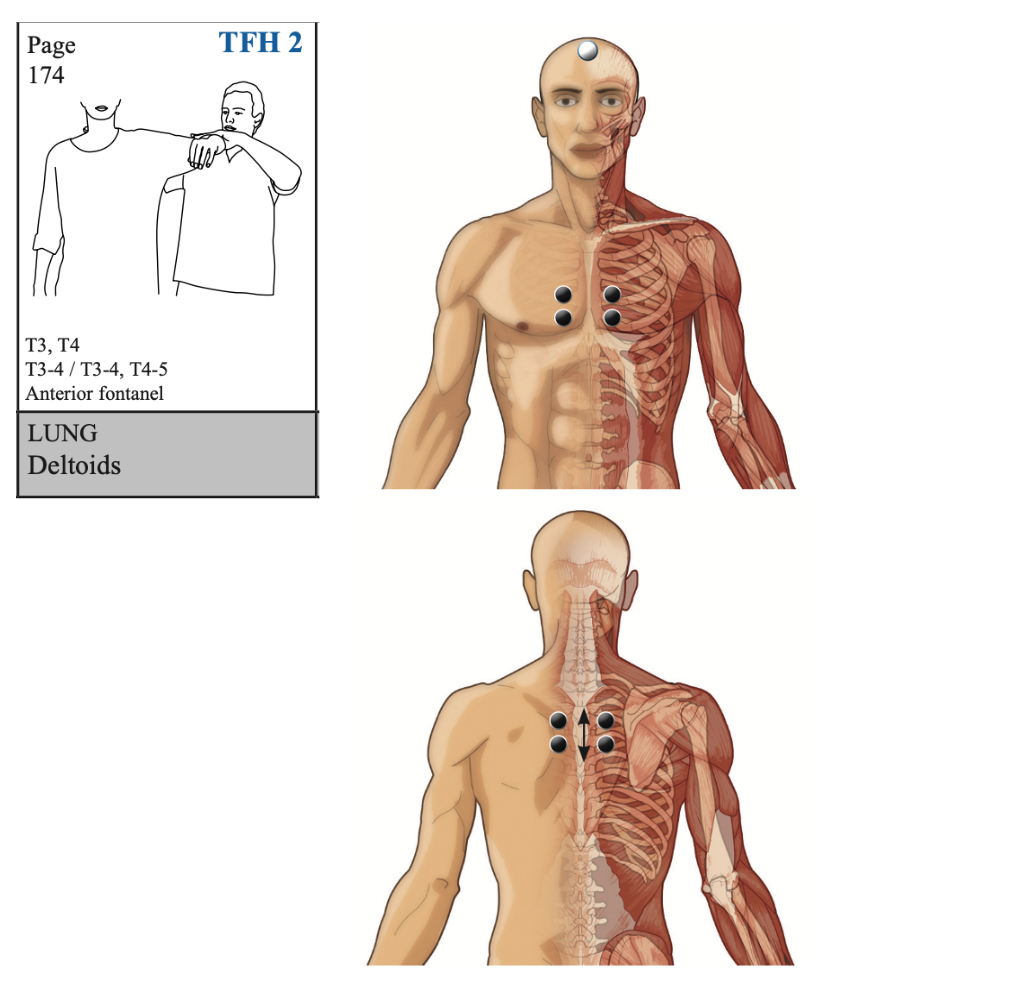 Page
TFH 2
174
T3, T4
T3-4 / T3-4, T4-5
Anterior fontanel
LUNG
Deltoids